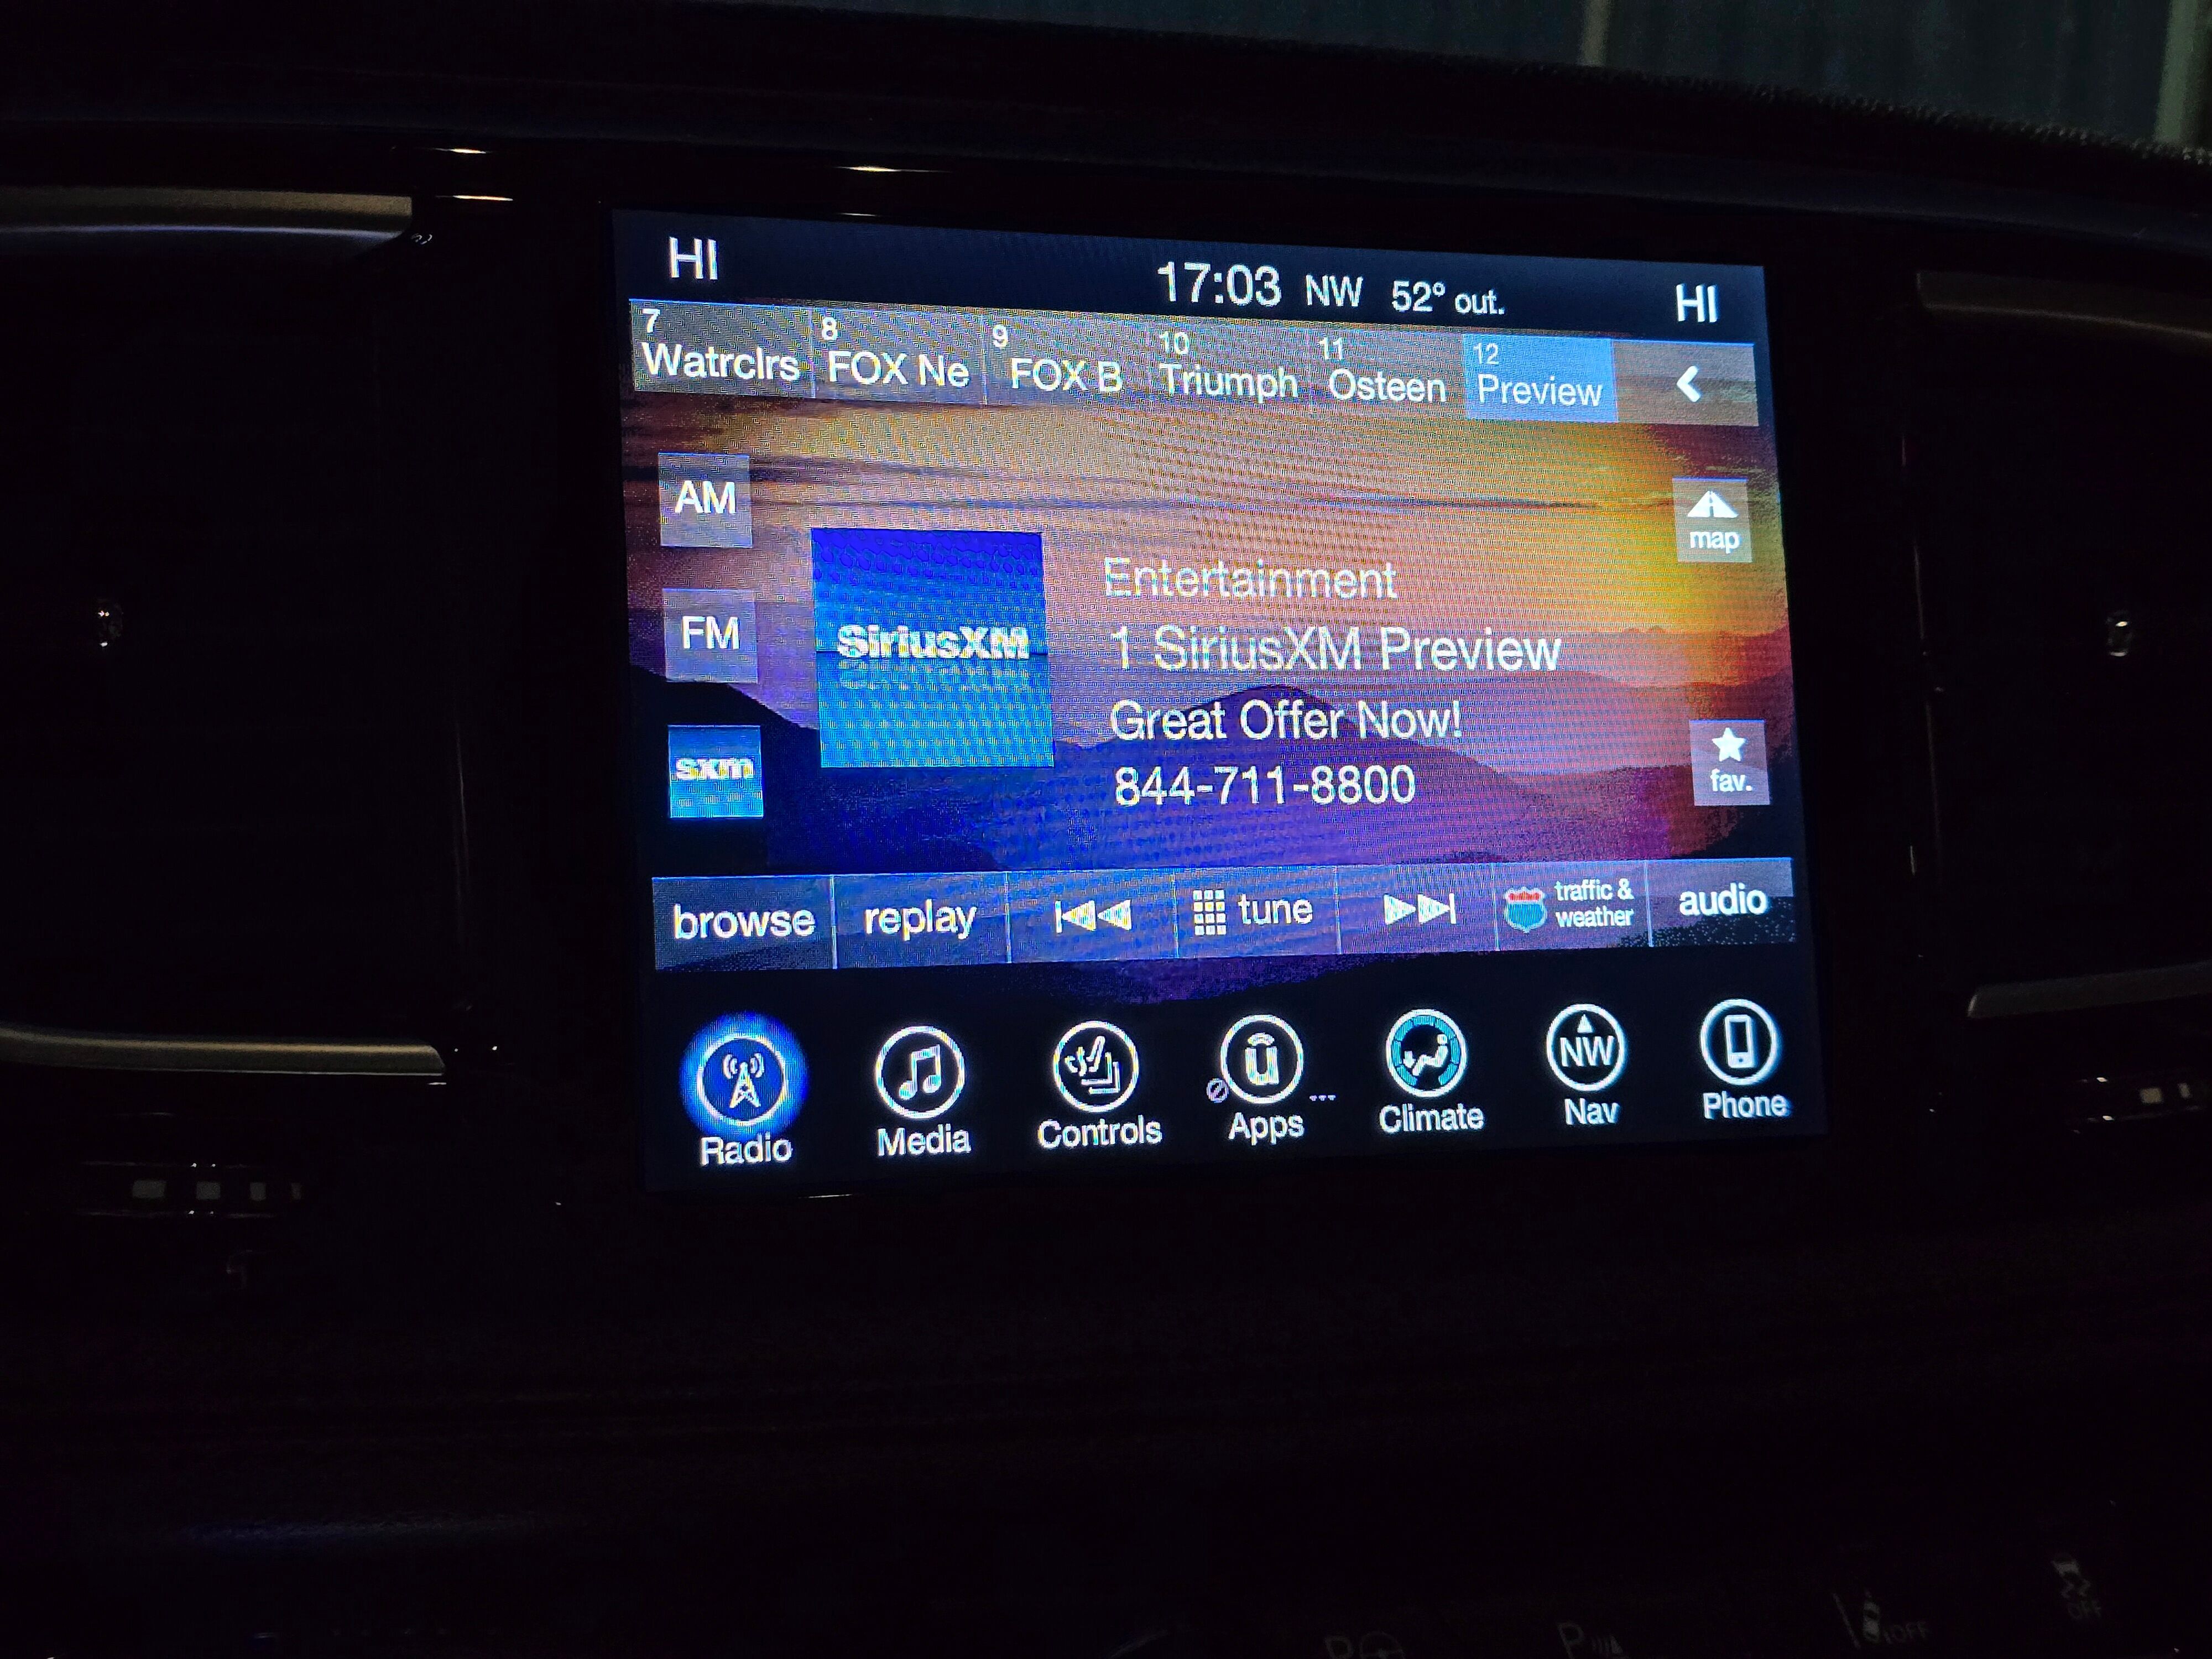 HI 17:03 NW 52° out. HI
7 8 9 10 11 12
Watrclrs FOX Ne FOX B Triumph Osteen Preview
AM
map
Entertainment
SiriusXM
1 SiriusXM Preview
FM
Great Offer Now!
sxm
844-711-8800
fav.
browse replay tune traffic & weather audio
u NW
Radio Media Controls Apps Climate Nav Phone
OFF
OFF
P